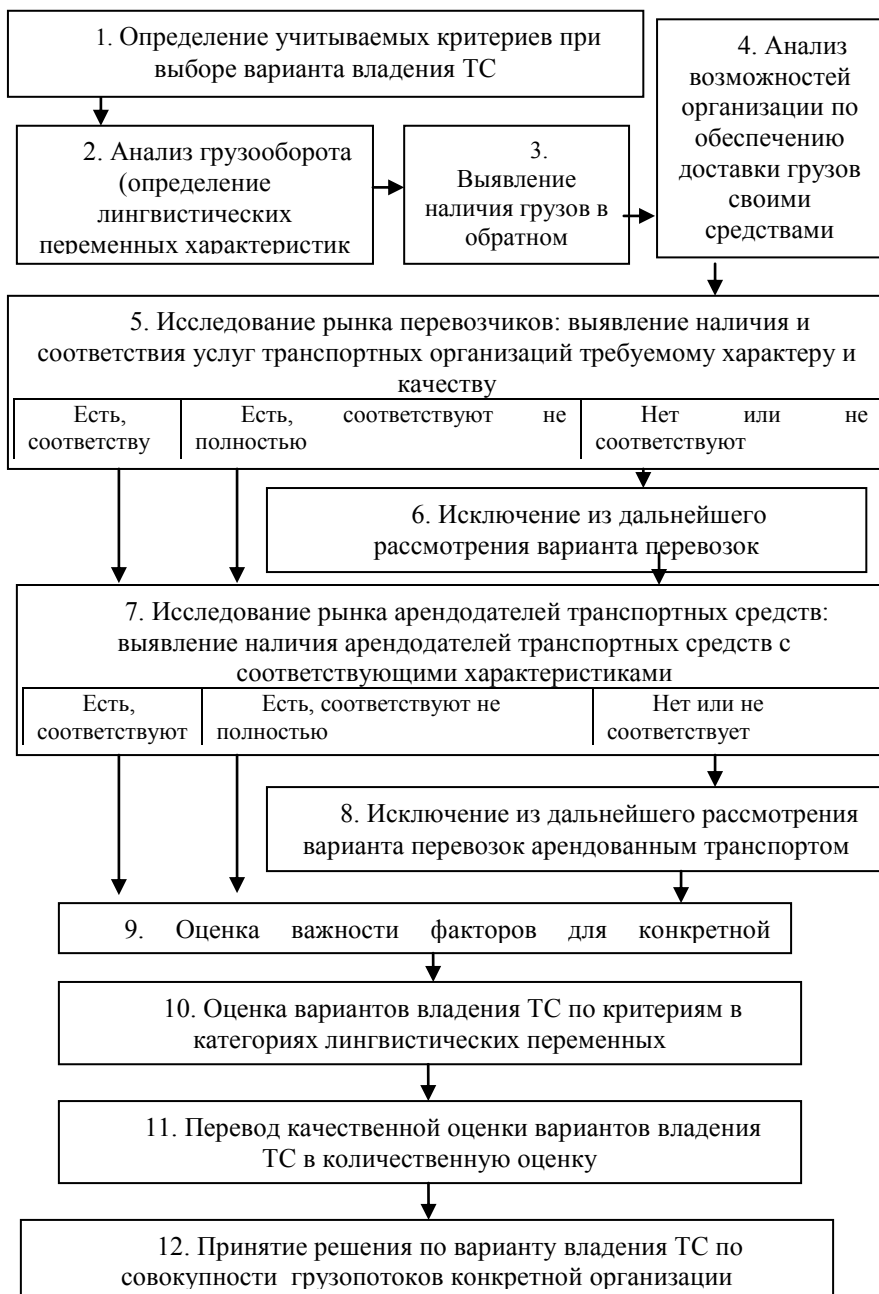 1. Определение учитываемых критериев при
выборе варианта владения ТС
2. Анализ грузооборота
(определение
лингвистических
переменных характеристик
3.
Выявление
наличия грузов в
обратном
4. Анализ
возможностей
организации по
обеспечению
доставки грузов
своими
средствами
5. Исследование рынка перевозчиков: выявление наличия и
соответствия услуг транспортных организаций требуемому характеру и
качеству
Есть,
соответству
Есть, соответствуют не
полностью
Нет или не
соответствуют
6. Исключение из дальнейшего
рассмотрения варианта перевозок
7. Исследование рынка арендодателей транспортных средств:
выявление наличия арендодателей транспортных средств с
соответствующими характеристиками
Есть,
соответствуют
Есть, соответствуют не
полностью
Нет или не
соответствует
8. Исключение из дальнейшего рассмотрения
варианта перевозок арендованным транспортом
9. Оценка важности факторов для конкретной
10. Оценка вариантов владения ТС по критериям в
категориях лингвистических переменных
11. Перевод качественной оценки вариантов владения
ТС в количественную оценку
12. Принятие решения по варианту владения ТС по
совокупности грузопотоков конкретной организации